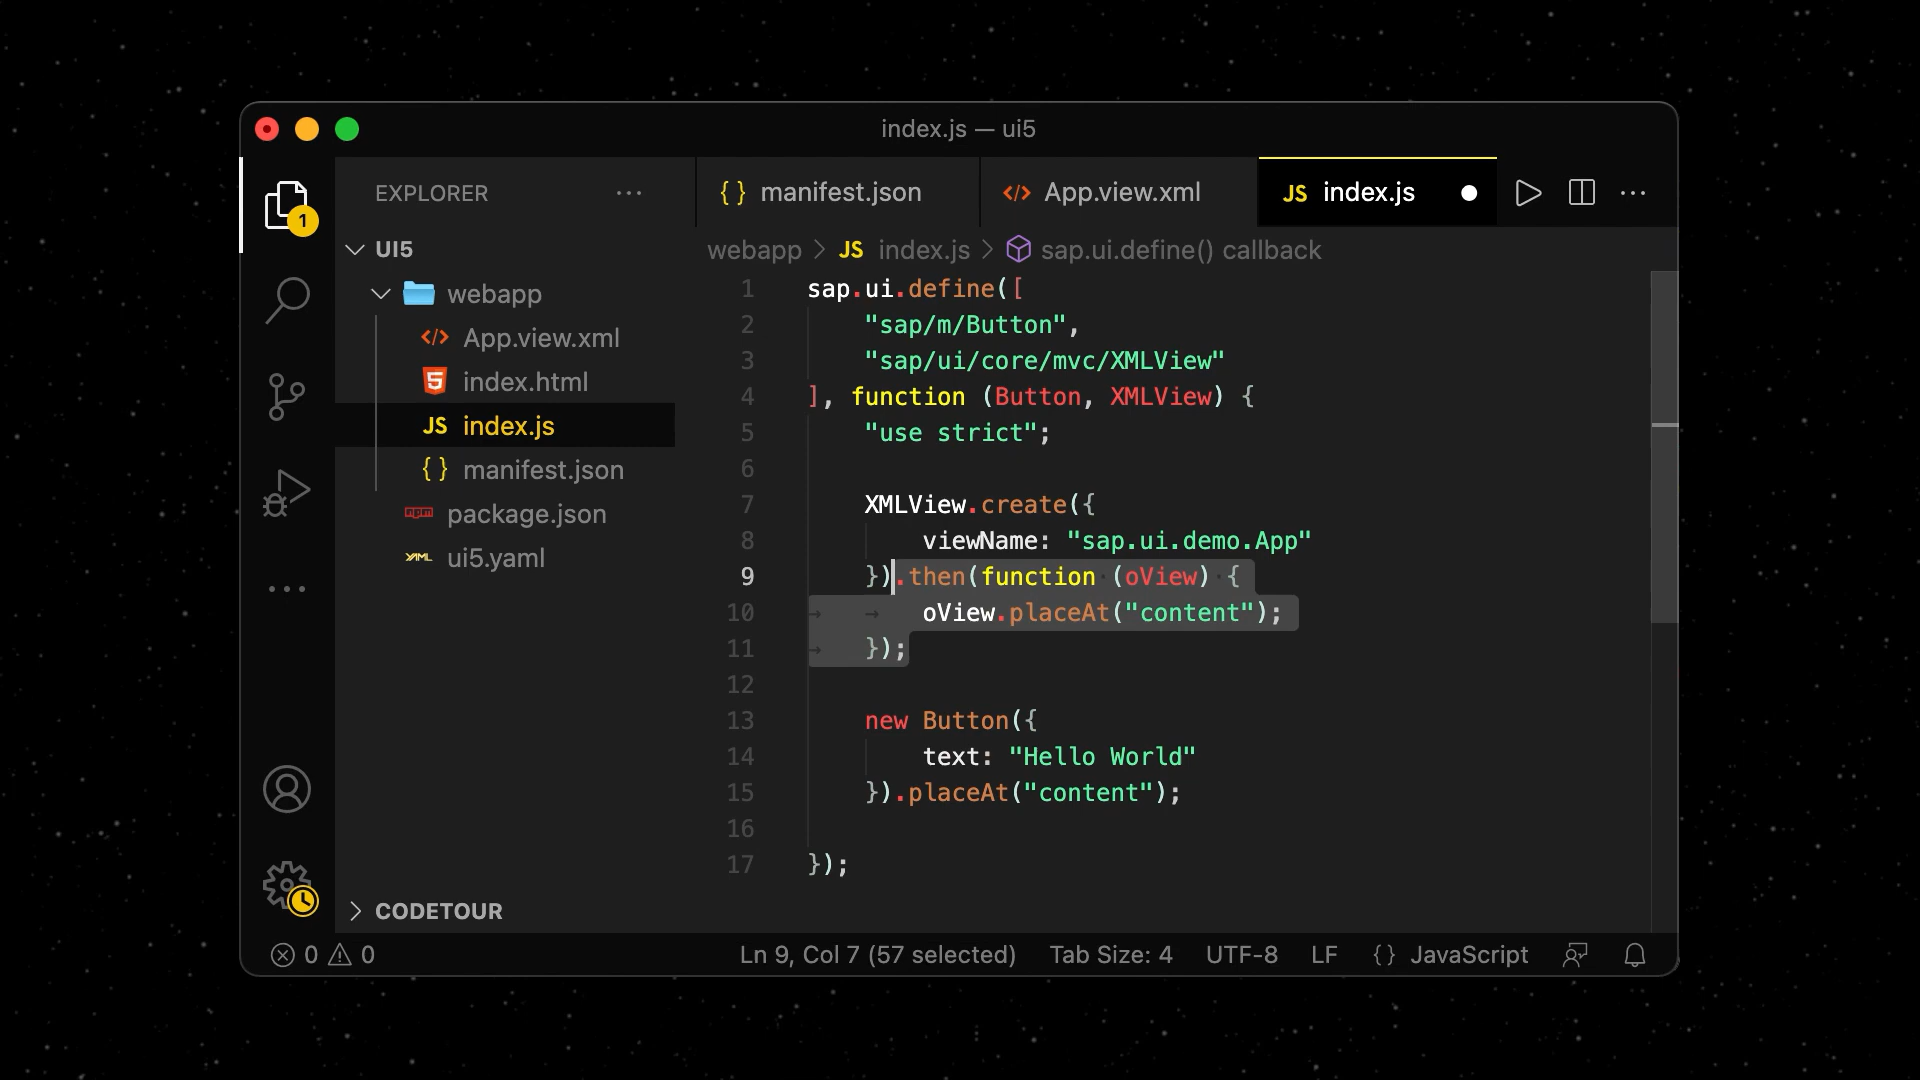 index.js — ui5
EXPLORER
1
UI5
webapp
App.view.xml
index.html
JS index.js
manifest.json
package.json
YAML ui5.yaml
CODETOUR
{ } manifest.json
</> App.view.xml
JS index.js
webapp > JS index.js > sap.ui.define() callback
1 sap.ui.define([
2 "sap/m/Button",
3 "sap/ui/core/mvc/XMLView"
4 ], function (Button, XMLView) {
5 "use strict";
6
7 XMLView.create({
8 viewName: "sap.ui.demo.App"
9 }).then(function (oView) {
10 oView.placeAt("content");
11 });
12
13 new Button({
14 text: "Hello World"
15 }).placeAt("content");
16
17 });
0 0
Ln 9, Col 7 (57 selected)
Tab Size: 4
UTF-8
LF
{ } JavaScript